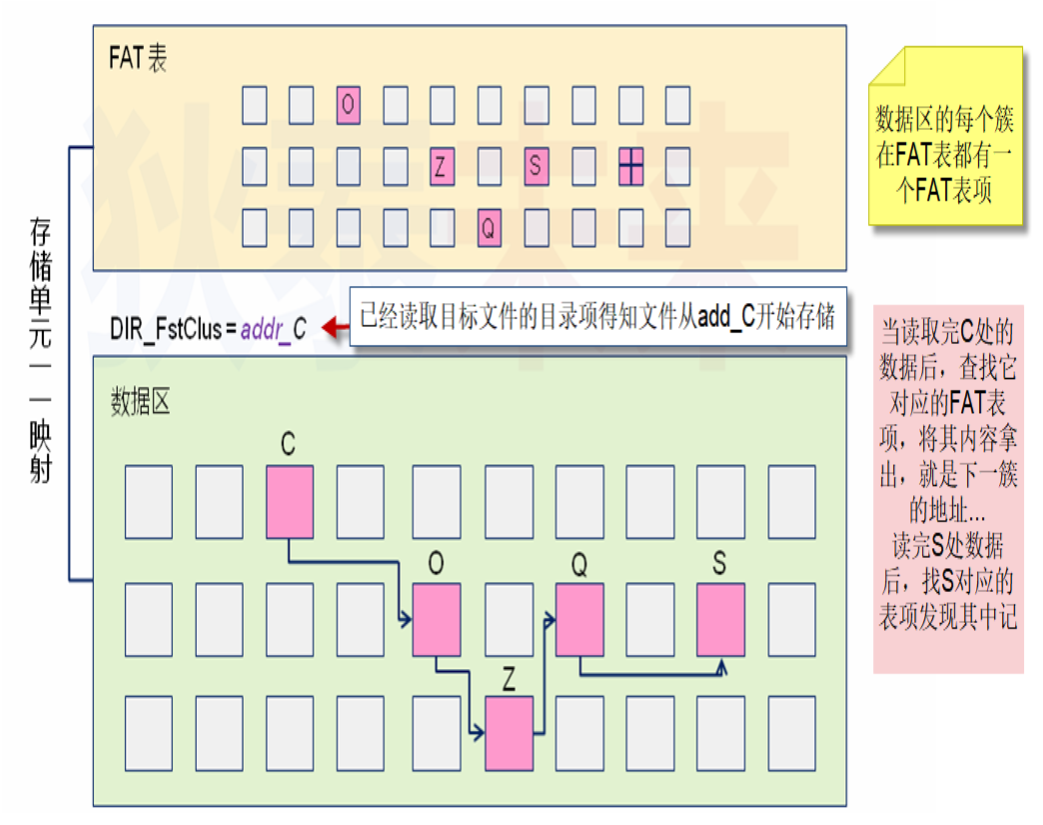 FAT 表
O
Z
S
Q
数据区的每个簇
在FAT表都有一
个FAT表项
存储单元一一映射
DIR_FstClus = addr_C
已经读取目标文件的目录项得知文件从add_C开始存储
数据区
C
O
Q
S
Z
当读取完C处的
数据后，查找它
对应的FAT表
项，将其内容拿
出，就是下一簇
的地址...
读完S处数据
后，找S对应的
表项发现其中记
狄泰未来